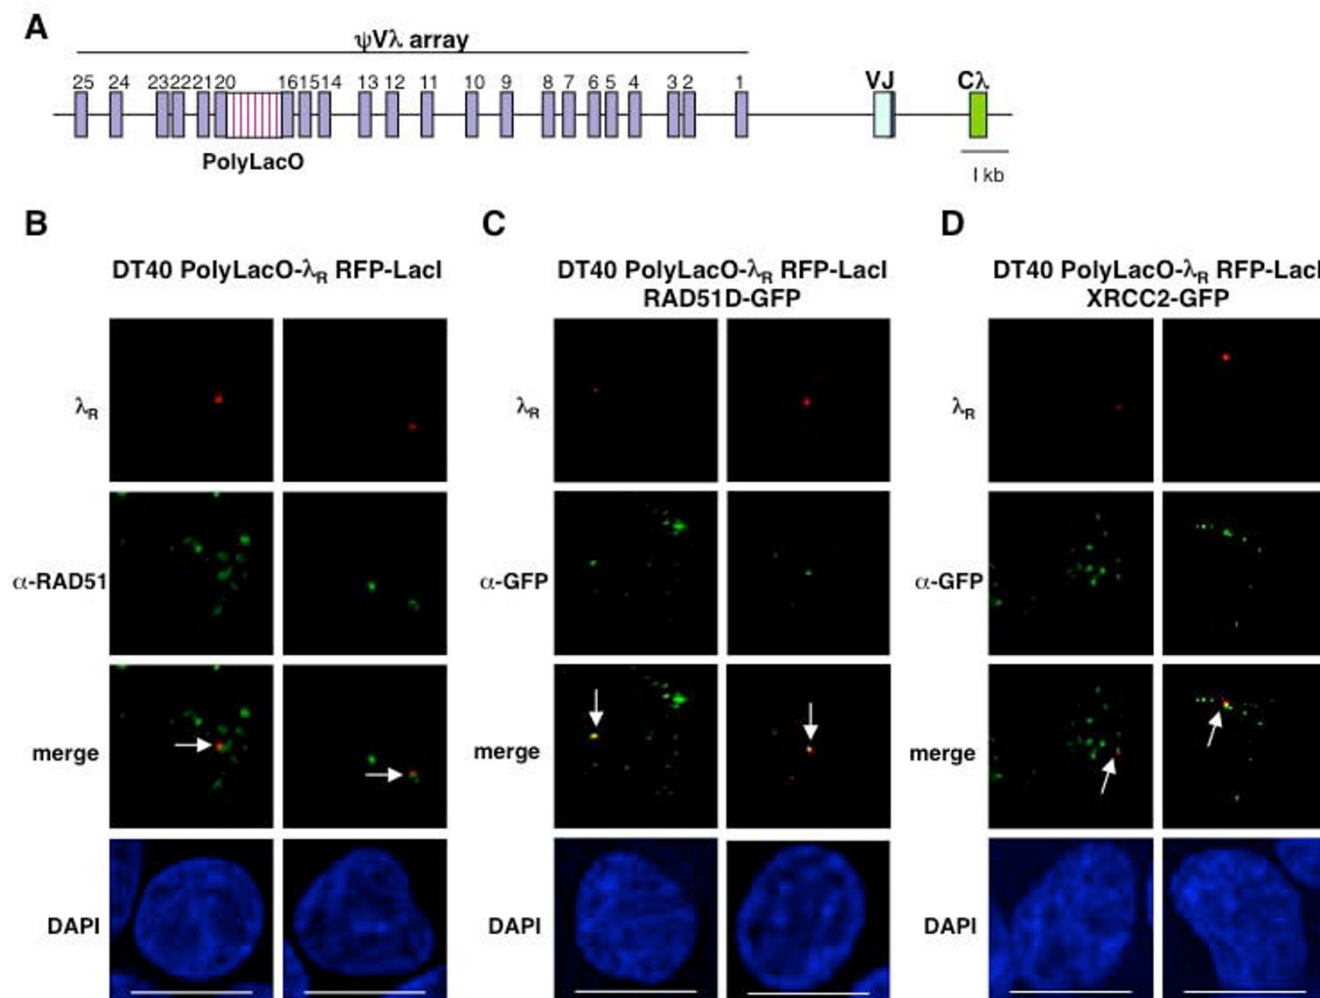 A
ψVλ array
25 24 23 22 21 20 16 15 14 13 12 11 10 9 8 7 6 5 4 3 2 1 VJ Cλ
PolyLacO
1 kb
B C D
DT40 PolyLacO-λR RFP-LacI
DT40 PolyLacO-λR RFP-LacI
RAD51D-GFP
DT40 PolyLacO-λR RFP-LacI
XRCC2-GFP
λR λR λR
α-RAD51 α-GFP α-GFP
merge merge merge
DAPI DAPI DAPI